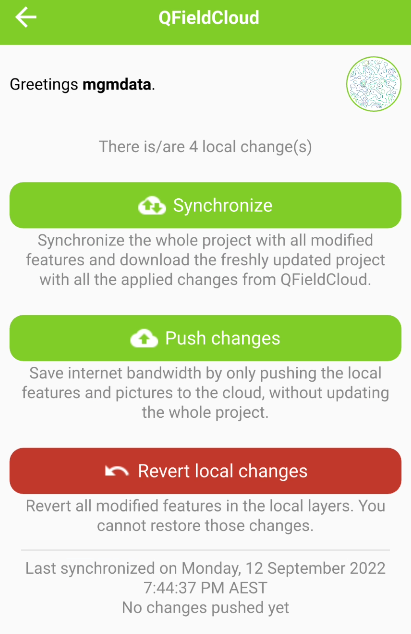 QFieldCloud
Greetings mgmdata.
There is/are 4 local change(s)
Synchronize
Synchronize the whole project with all modified
features and download the freshly updated project
with all the applied changes from QFieldCloud.
Push changes
Save internet bandwidth by only pushing the local
features and pictures to the cloud, without updating
the whole project.
Revert local changes
Revert all modified features in the local layers. You
cannot restore those changes.
Last synchronized on Monday, 12 September 2022
7:44:37 PM AEST
No changes pushed yet